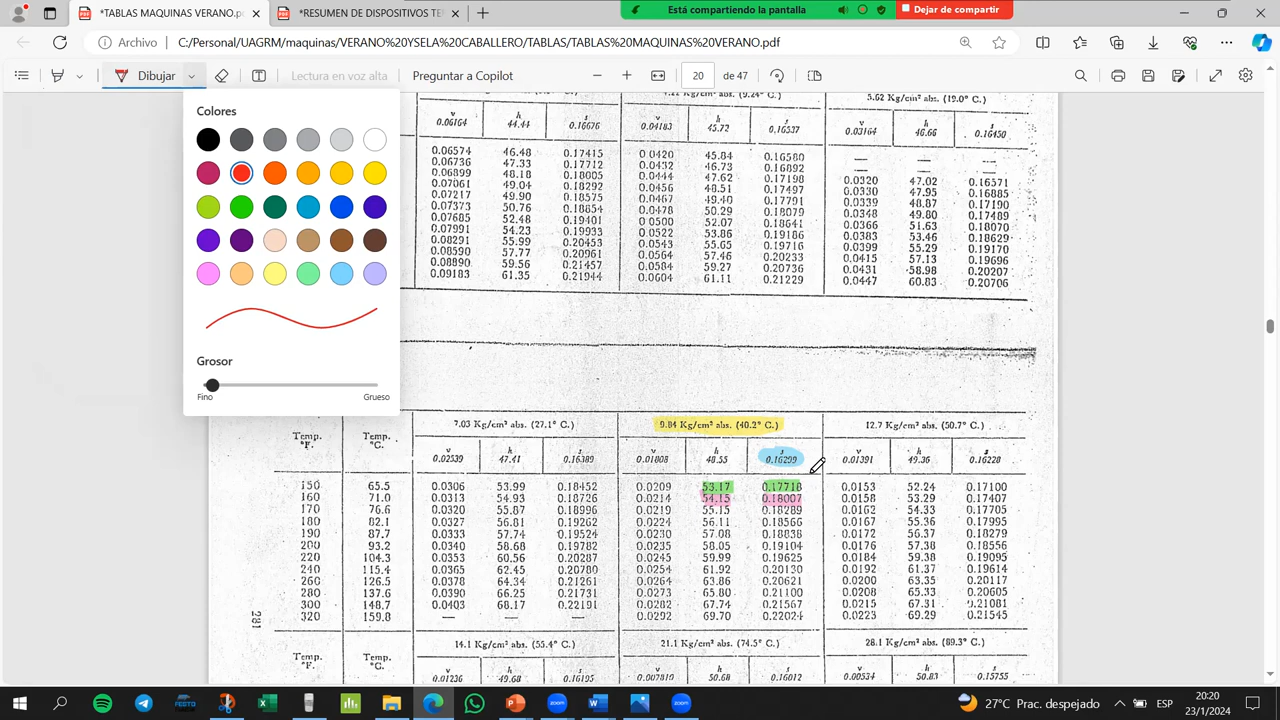 *TABLAS MAQUINAS VERANO.p
*RESUMEN DE DISPOSITIVOS TE
Está compartiendo la pantalla
Dejar de compartir
Archivo
C:/Personal/UAGRM/máquinas/VERANO%20YSELA%20CABALLERO/TABLAS/TABLAS%20MAQUINAS%20VERANO.pdf
Dibujar
Lectura en voz alta
Preguntar a Copilot
20 de 47
Colores
Grosor
Fino Grueso
5.62 Kg/cm² abs. (19.0° C.)
v h s v h s v h s
0.06164 44.44 0.16676 0.04183 45.72 0.16537 0.03164 46.66 0.16450
0.06574 46.48 0.17415 0.0420 45.84 0.16580 — — —
0.06736 47.33 0.17712 0.0432 46.73 0.16892 — — —
0.06899 48.18 0.18005 0.0444 47.62 0.17198 0.0320 47.02 0.16571
0.07061 49.04 0.18292 0.0456 48.51 0.17497 0.0330 47.95 0.16885
0.07217 49.90 0.18575 0.0467 49.40 0.17791 0.0339 48.87 0.17190
0.07373 50.76 0.18854 0.0478 50.29 0.18079 0.0348 49.80 0.17489
0.07685 52.48 0.19401 0.0500 52.07 0.18641 0.0366 51.63 0.18070
0.07991 54.23 0.19933 0.0522 53.86 0.19186 0.0383 53.46 0.18629
0.08291 55.99 0.20453 0.0543 55.65 0.19716 0.0399 55.29 0.19170
0.08590 57.77 0.20961 0.0564 57.46 0.20233 0.0415 57.13 0.19696
0.08890 59.56 0.21457 0.0584 59.27 0.20736 0.0431 58.98 0.20207
0.09183 61.35 0.21944 0.0604 61.11 0.21229 0.0447 60.83 0.20706
Temp. °F. Temp. °C. 7.03 Kg/cm² abs. (27.1° C.) 9.84 Kg/cm² abs. (40.2° C.) 12.7 Kg/cm² abs. (50.7° C.)
v h s v h s v h s
0.02539 47.41 0.16389 0.01808 48.55 0.16299 0.01391 49.36 0.16228
150 65.5 0.0306 53.99 0.18452 0.0209 53.17 0.17718 0.0153 52.24 0.17100
160 71.0 0.0313 54.93 0.18726 0.0214 54.15 0.18007 0.0158 53.29 0.17407
170 76.6 0.0320 55.87 0.18996 0.0219 55.15 0.18289 0.0162 54.33 0.17705
180 82.1 0.0327 56.81 0.19262 0.0224 56.11 0.18566 0.0167 55.36 0.17995
190 87.7 0.0333 57.74 0.19524 0.0230 57.08 0.18838 0.0172 56.37 0.18279
200 93.2 0.0340 58.68 0.19782 0.0235 58.05 0.19104 0.0176 57.38 0.18556
220 104.3 0.0353 60.56 0.20287 0.0245 59.99 0.19625 0.0184 59.38 0.19095
240 115.4 0.0365 62.45 0.20780 0.0254 61.92 0.20130 0.0192 61.37 0.19614
260 126.5 0.0378 64.34 0.21261 0.0264 63.86 0.20621 0.0200 63.35 0.20117
280 137.6 0.0390 66.25 0.21731 0.0273 65.80 0.21100 0.0208 65.33 0.20605
300 148.7 0.0403 68.17 0.22191 0.0282 67.74 0.21567 0.0215 67.31 0.21081
320 159.8 — — — 0.0292 69.70 0.22024 0.0223 69.29 0.21545
281
Temp. °F. Temp. °C. 14.1 Kg/cm² abs. (55.4° C.) 21.1 Kg/cm² abs. (74.5° C.) 28.1 Kg/cm² abs. (89.3° C.)
v h s v h s v h s
0.01236 49.68 0.16195 0.007819 50.68 0.16012 0.00534 50.83 0.15755
27°C Prac. despejado
ESP
20:20
23/1/2024